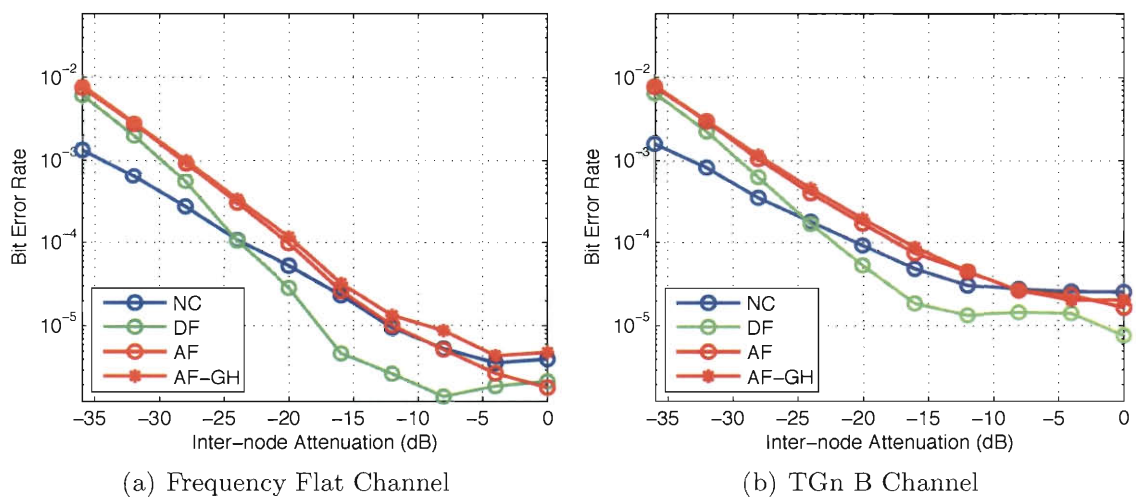 10^-2
10^-3
10^-4
10^-5
Bit Error Rate
NC
DF
AF
AF-GH
-35 -30 -25 -20 -15 -10 -5 0
Inter-node Attenuation (dB)
(a) Frequency Flat Channel
10^-2
10^-3
10^-4
10^-5
Bit Error Rate
NC
DF
AF
AF-GH
-35 -30 -25 -20 -15 -10 -5 0
Inter-node Attenuation (dB)
(b) TGn B Channel